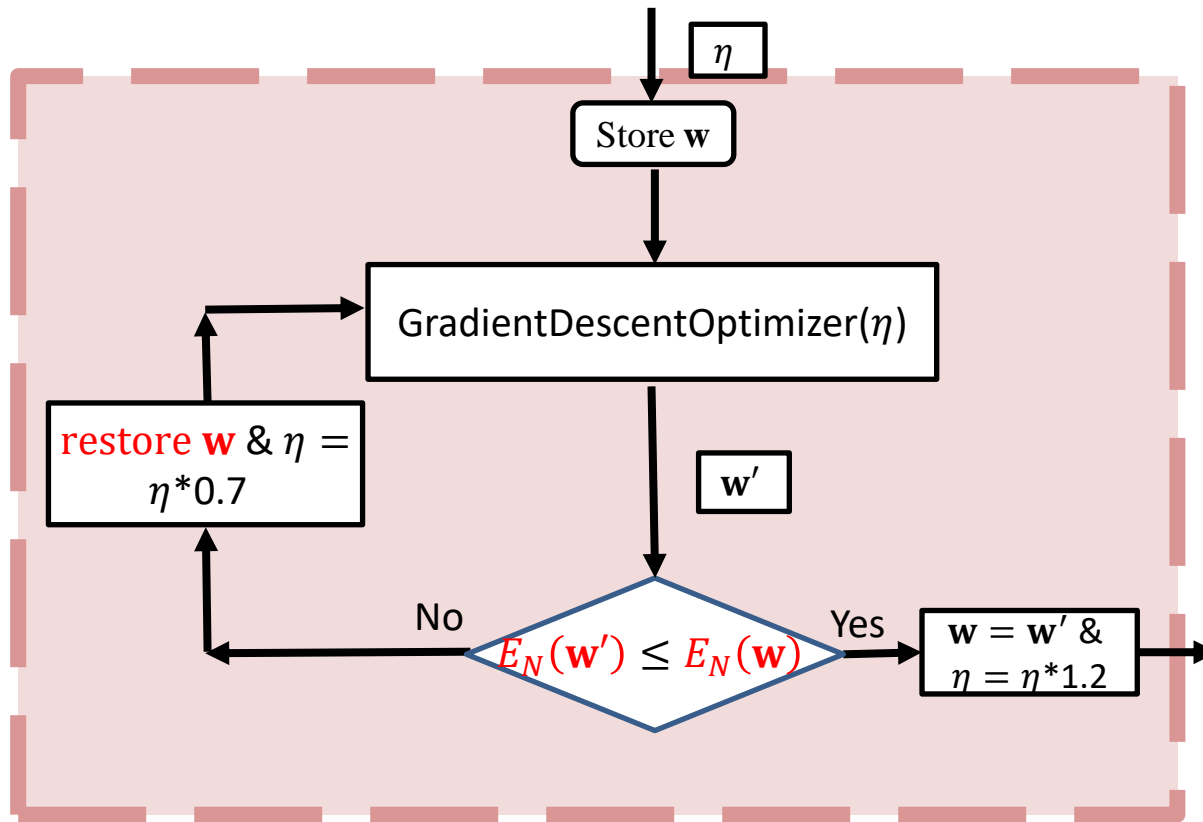 η
Store w
GradientDescentOptimizer(η)
restore w & η =
η*0.7
w′
No
E_N(w′) ≤ E_N(w)
Yes
w = w′ &
η = η*1.2